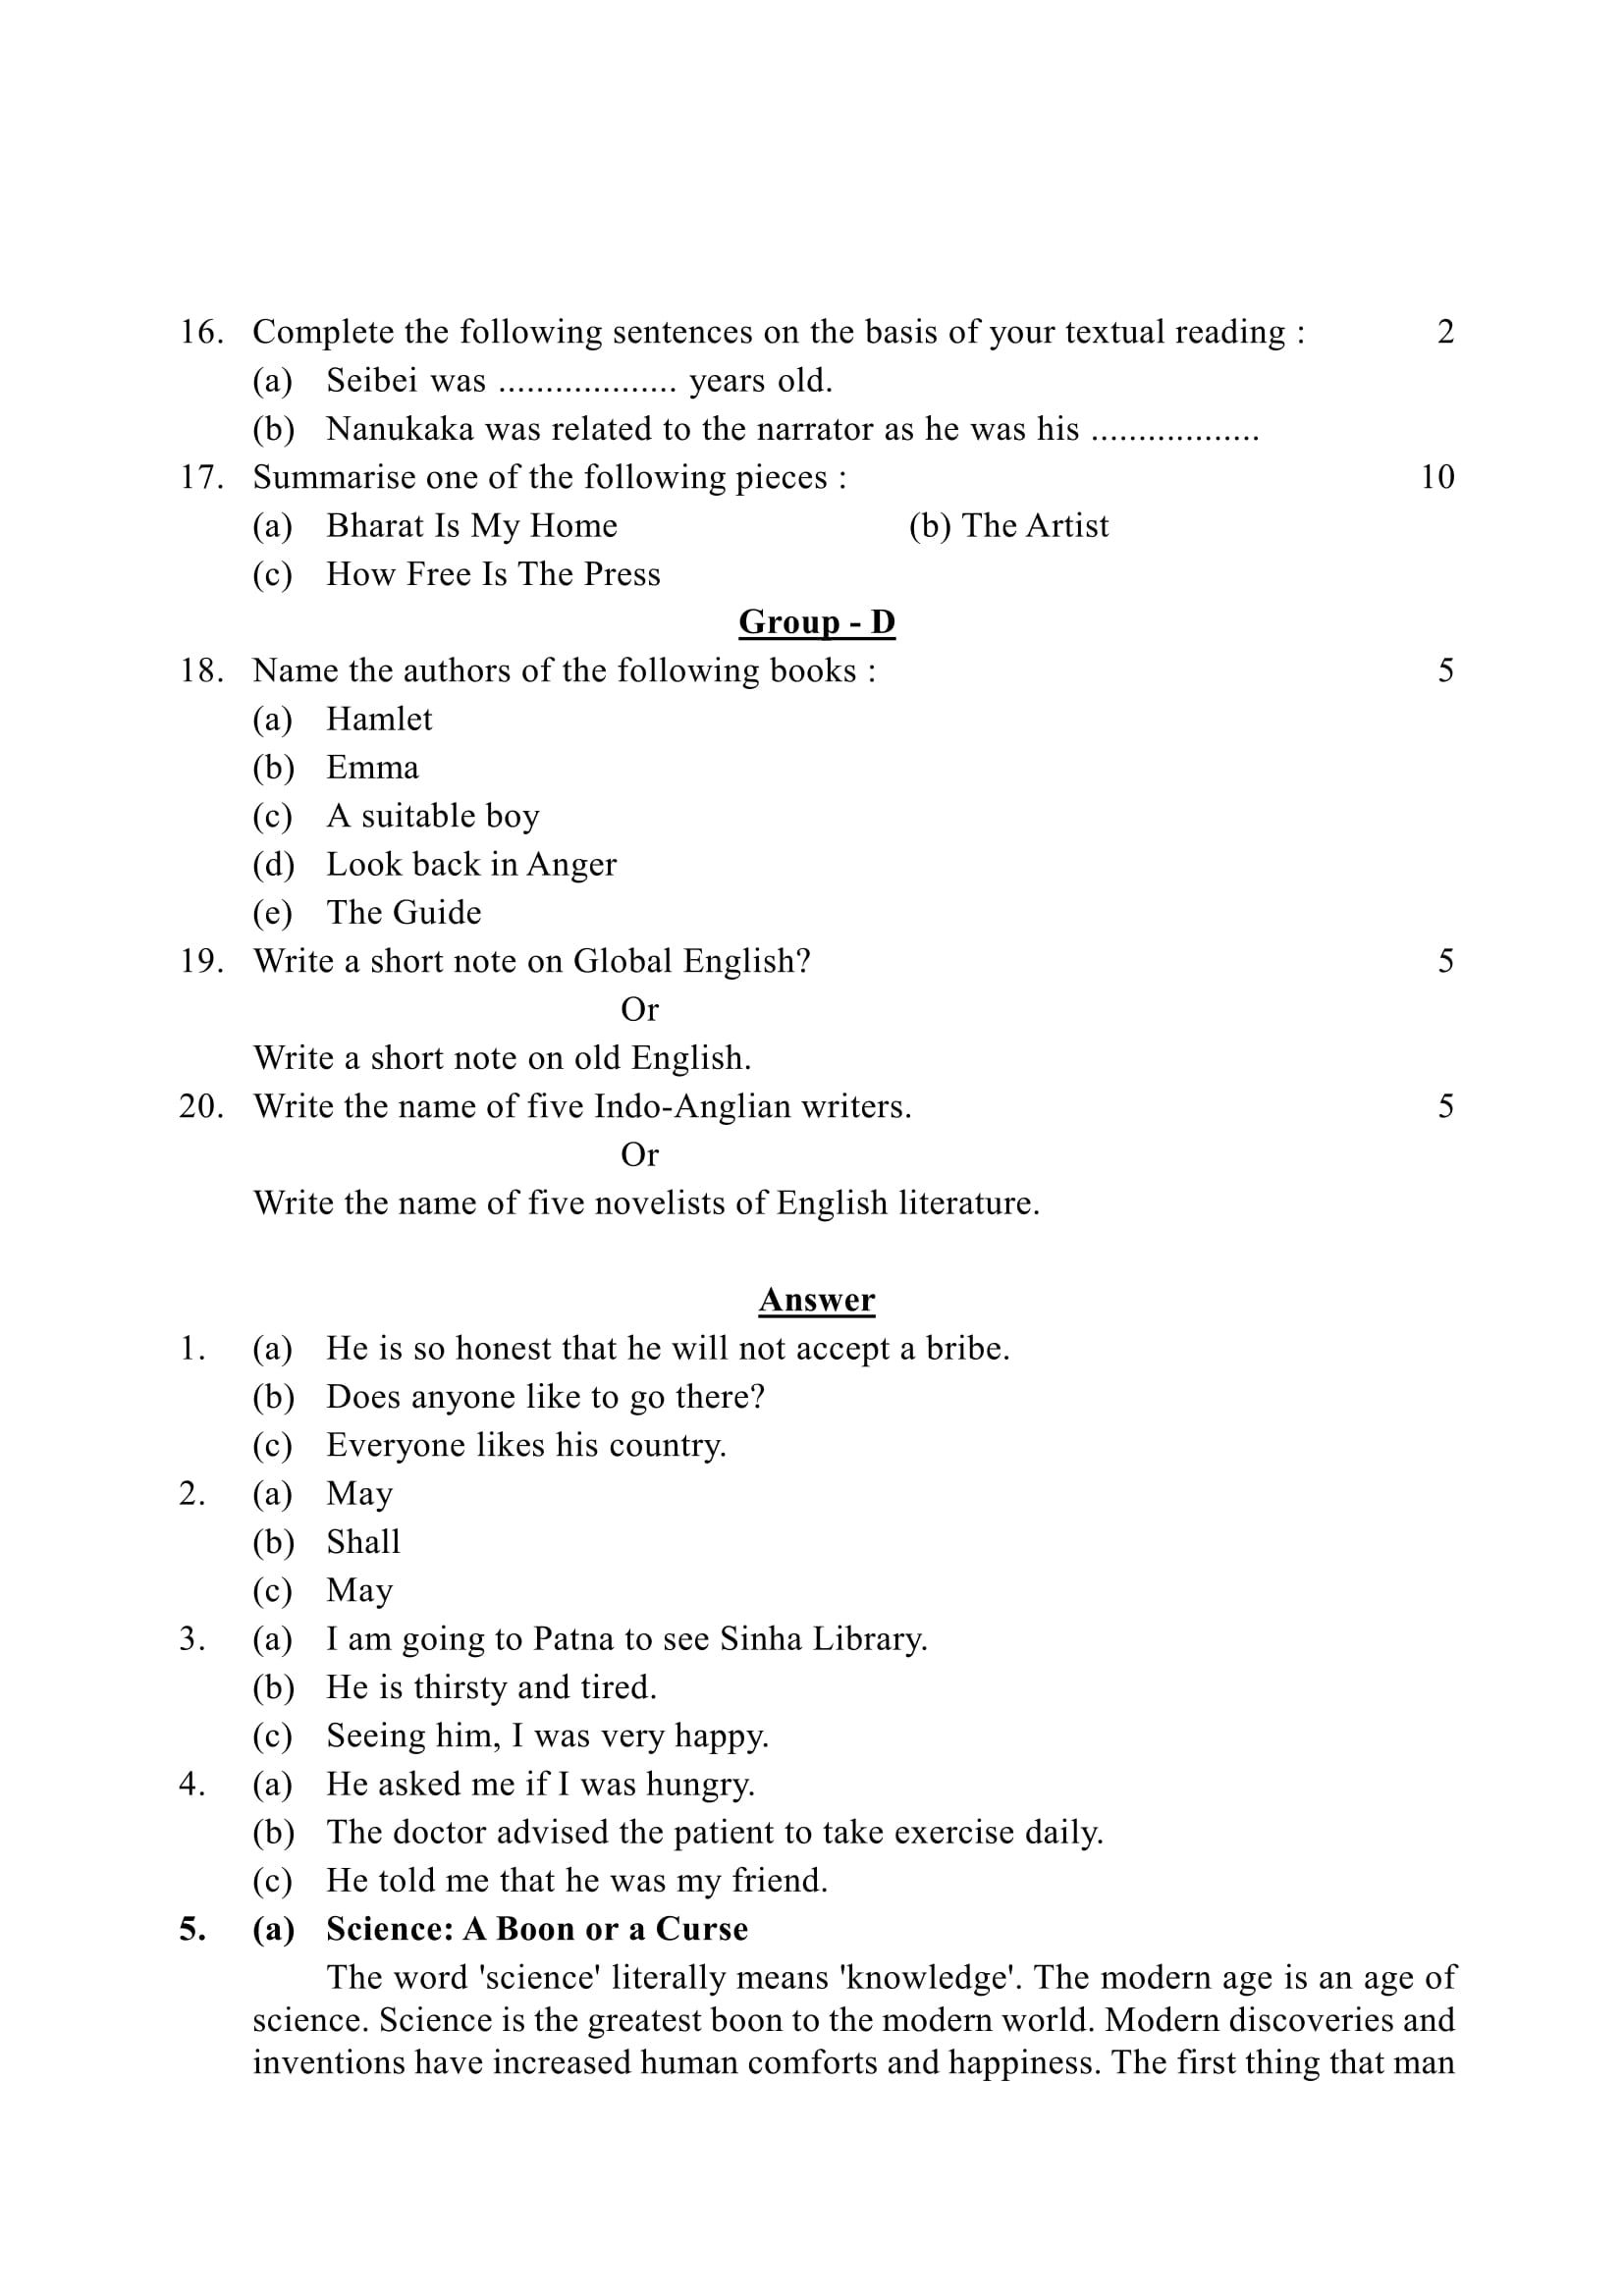 16. Complete the following sentences on the basis of your textual reading : 2
(a) Seibei was ................... years old.
(b) Nanukaka was related to the narrator as he was his ..................
17. Summarise one of the following pieces : 10
(a) Bharat Is My Home (b) The Artist
(c) How Free Is The Press
Group - D
18. Name the authors of the following books : 5
(a) Hamlet
(b) Emma
(c) A suitable boy
(d) Look back in Anger
(e) The Guide
19. Write a short note on Global English? 5
Or
Write a short note on old English.
20. Write the name of five Indo-Anglian writers. 5
Or
Write the name of five novelists of English literature.
Answer
1. (a) He is so honest that he will not accept a bribe.
(b) Does anyone like to go there?
(c) Everyone likes his country.
2. (a) May
(b) Shall
(c) May
3. (a) I am going to Patna to see Sinha Library.
(b) He is thirsty and tired.
(c) Seeing him, I was very happy.
4. (a) He asked me if I was hungry.
(b) The doctor advised the patient to take exercise daily.
(c) He told me that he was my friend.
5. (a) Science: A Boon or a Curse
The word 'science' literally means 'knowledge'. The modern age is an age of
science. Science is the greatest boon to the modern world. Modern discoveries and
inventions have increased human comforts and happiness. The first thing that man